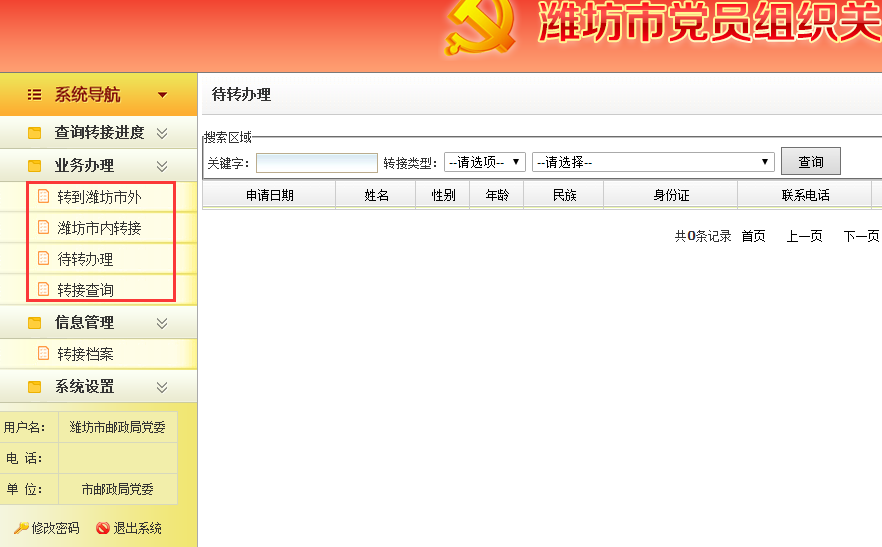 潍坊市党员组织关
系统导航
查询转接进度
业务办理
转到潍坊市外
潍坊市内转接
待转办理
转接查询
信息管理
转接档案
系统设置
用户名： 潍坊市邮政局党委
电 话：
单 位： 市邮政局党委
修改密码 退出系统
待转办理
搜索区域
关键字： 转接类型： --请选项-- --请选择-- 查询
申请日期 姓名 性别 年龄 民族 身份证 联系电话
共0条记录 首页 上一页 下一页